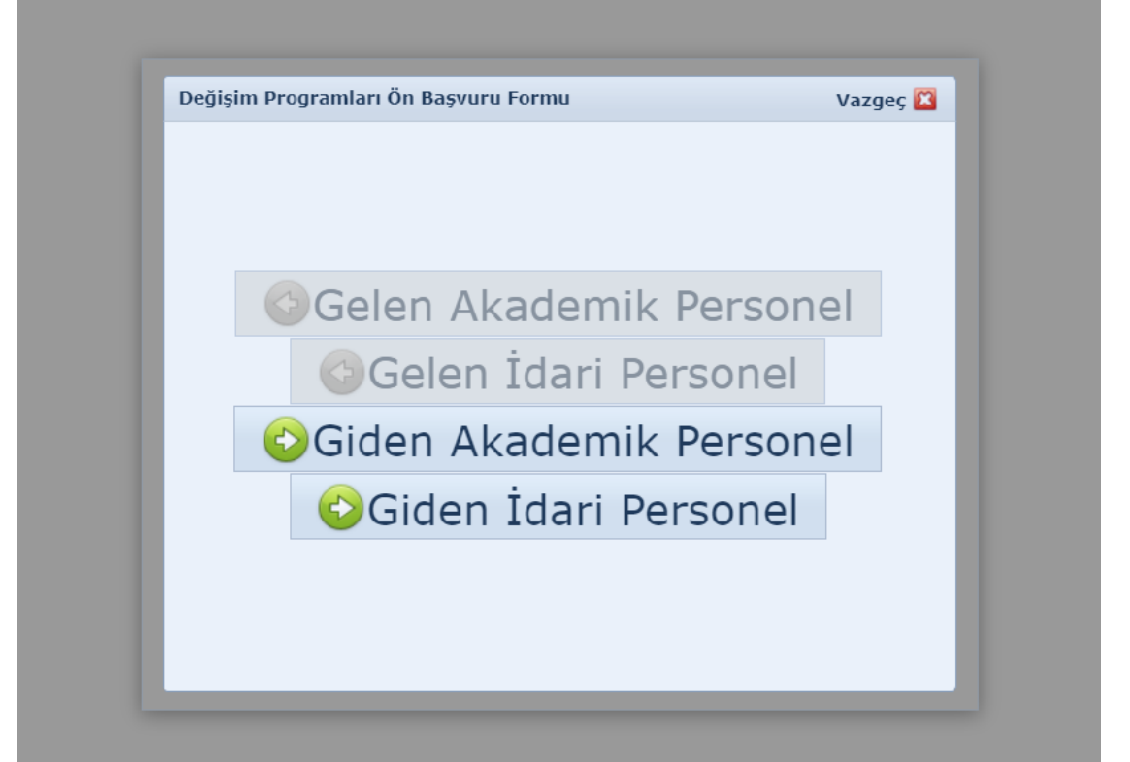 Değişim Programları Ön Başvuru Formu Vazgeç
Gelen Akademik Personel
Gelen İdari Personel
Giden Akademik Personel
Giden İdari Personel